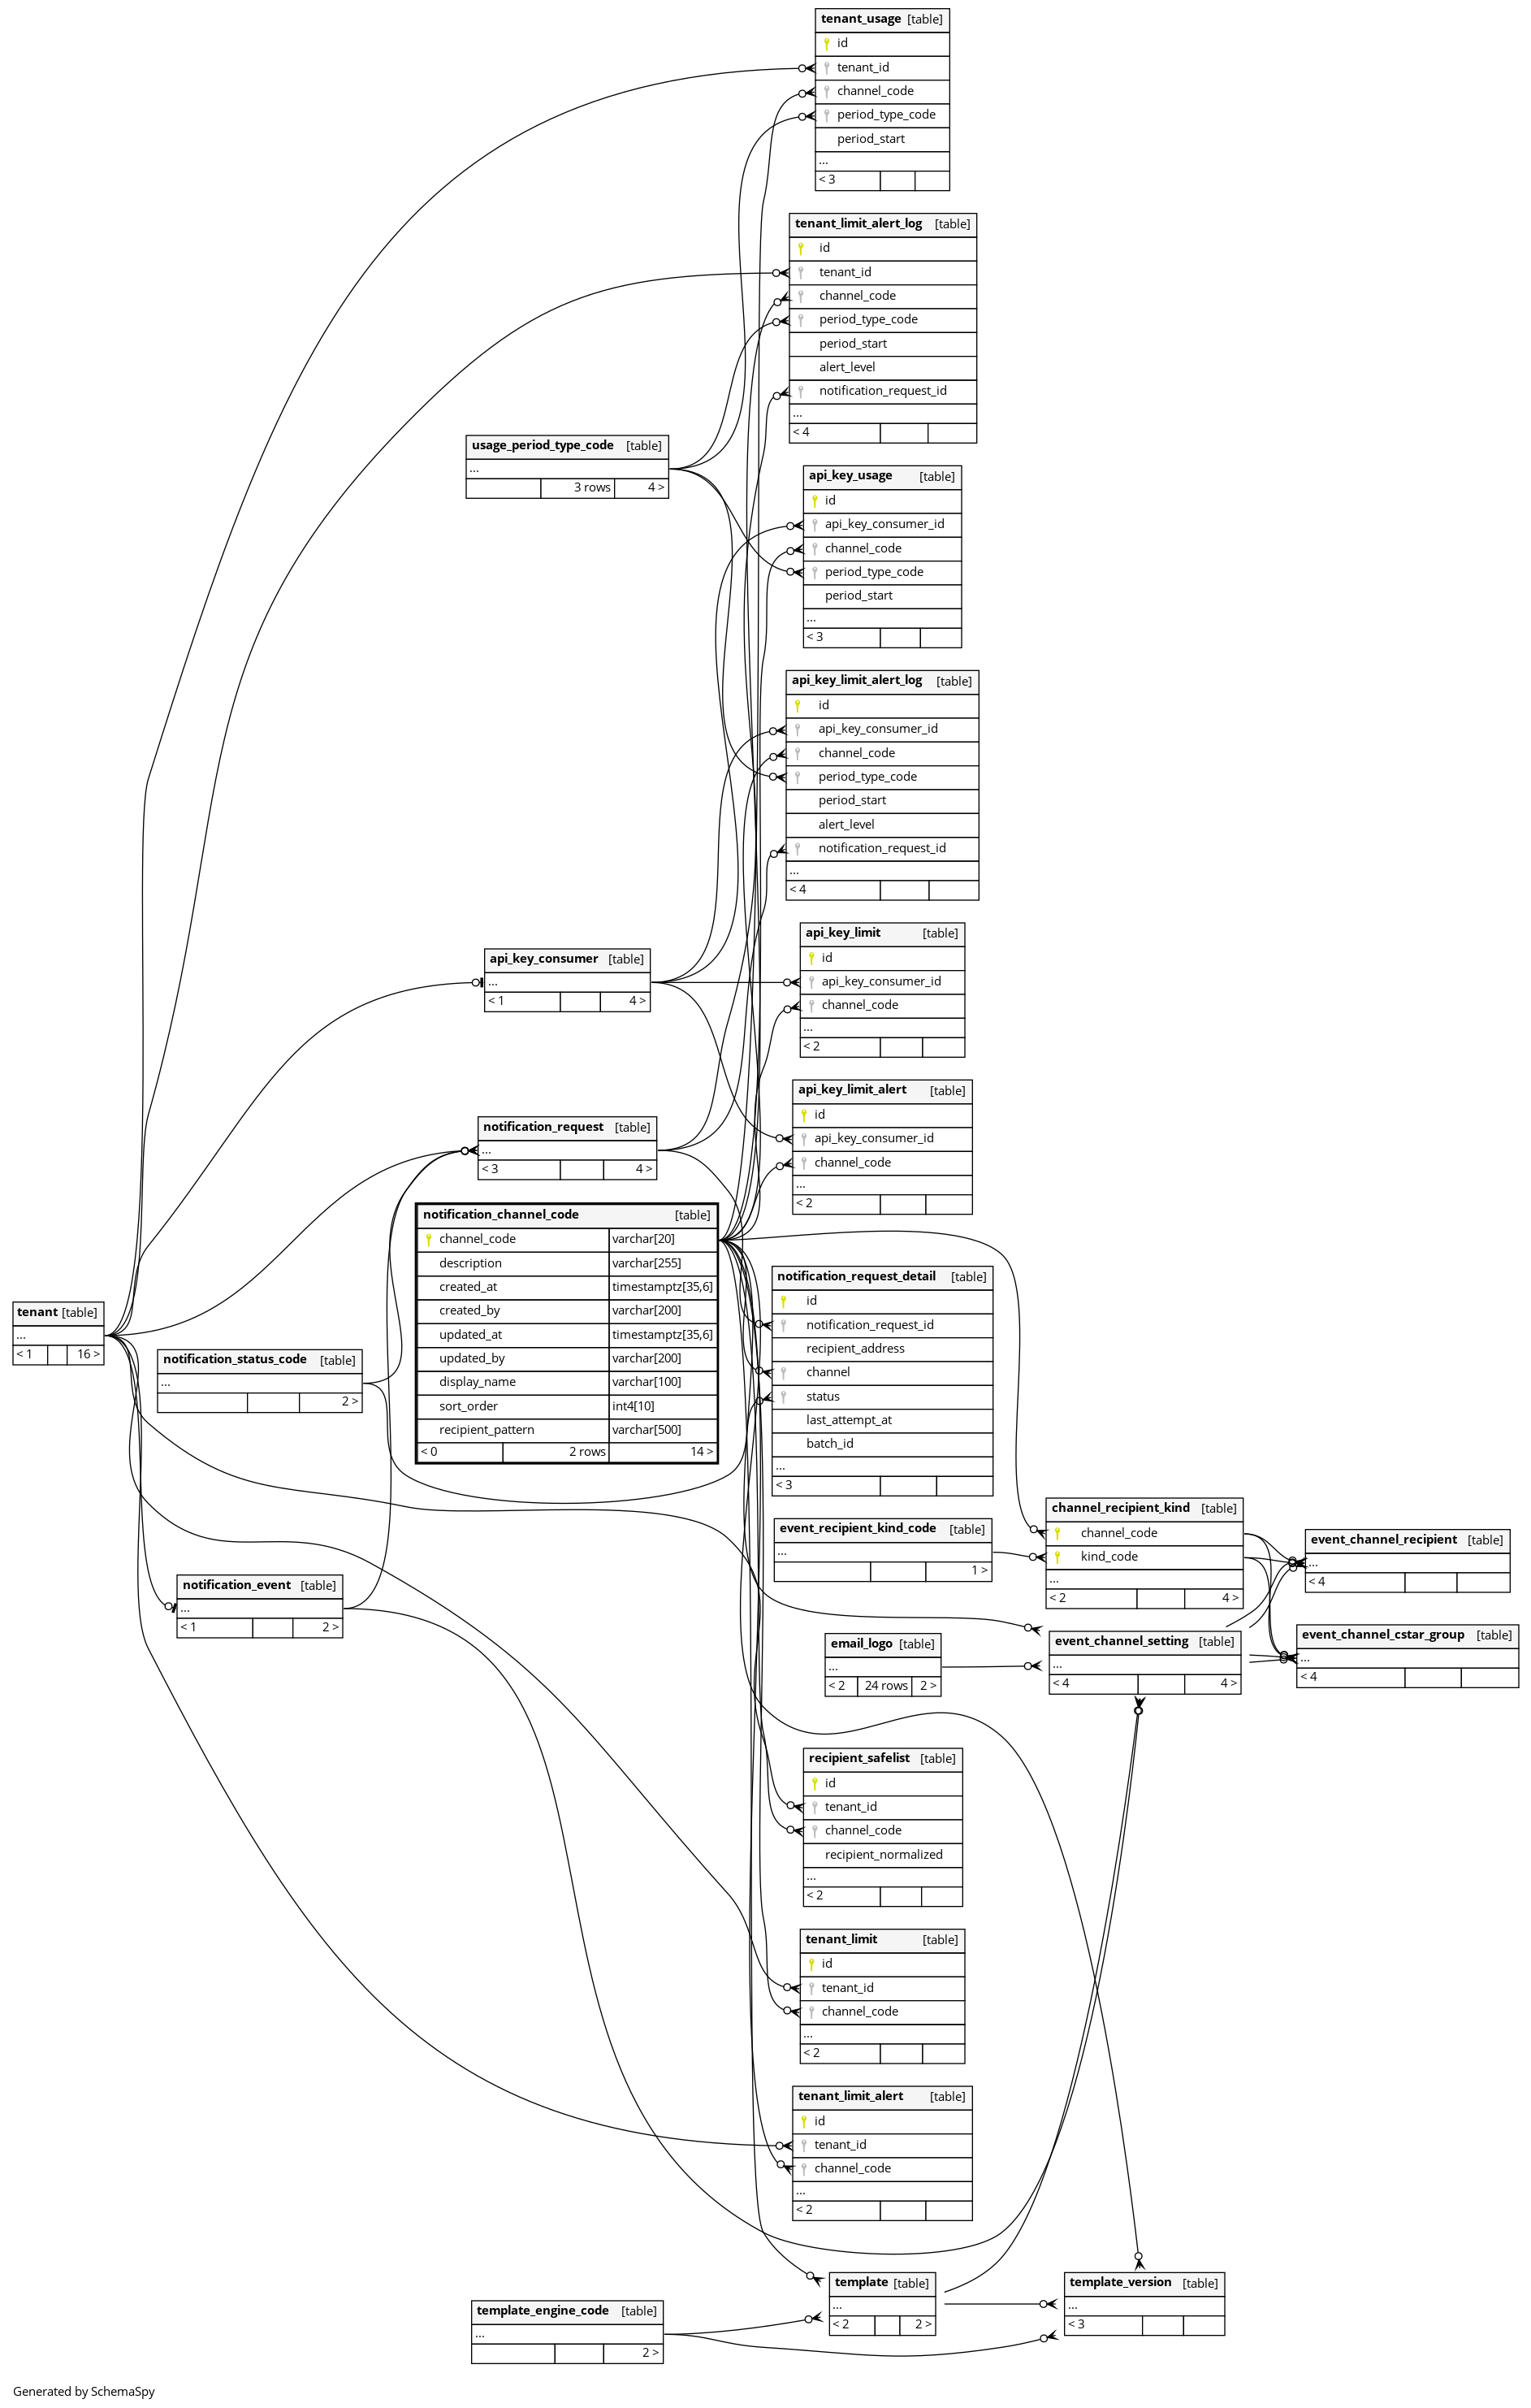 tenant_usage [table]
id
tenant_id
channel_code
period_type_code
period_start
...
< 3
tenant_limit_alert_log [table]
id
tenant_id
channel_code
period_type_code
period_start
alert_level
notification_request_id
...
< 4
usage_period_type_code [table]
...
3 rows 4 >
api_key_usage [table]
id
api_key_consumer_id
channel_code
period_type_code
period_start
...
< 3
api_key_limit_alert_log [table]
id
api_key_consumer_id
channel_code
period_type_code
period_start
alert_level
notification_request_id
...
< 4
api_key_consumer [table]
...
< 1 4 >
api_key_limit [table]
id
api_key_consumer_id
channel_code
...
< 2
api_key_limit_alert [table]
id
api_key_consumer_id
channel_code
...
< 2
notification_request [table]
...
< 3 4 >
notification_channel_code [table]
channel_code varchar[20]
description varchar[255]
created_at timestamptz[35,6]
created_by varchar[200]
updated_at timestamptz[35,6]
updated_by varchar[200]
display_name varchar[100]
sort_order int4[10]
recipient_pattern varchar[500]
< 0 2 rows 14 >
tenant [table]
...
< 1 16 >
notification_status_code [table]
...
2 >
notification_request_detail [table]
id
notification_request_id
recipient_address
channel
status
last_attempt_at
batch_id
...
< 3
event_recipient_kind_code [table]
...
1 >
channel_recipient_kind [table]
channel_code
kind_code
...
< 2 4 >
event_channel_recipient [table]
...
< 4
notification_event [table]
...
< 1 2 >
email_logo [table]
...
< 2 24 rows 2 >
event_channel_setting [table]
...
< 4 4 >
event_channel_cstar_group [table]
...
< 4
recipient_safelist [table]
id
tenant_id
channel_code
recipient_normalized
...
< 2
tenant_limit [table]
id
tenant_id
channel_code
...
< 2
tenant_limit_alert [table]
id
tenant_id
channel_code
...
< 2
template [table]
...
< 2 2 >
template_version [table]
...
< 3
template_engine_code [table]
...
2 >
Generated by SchemaSpy